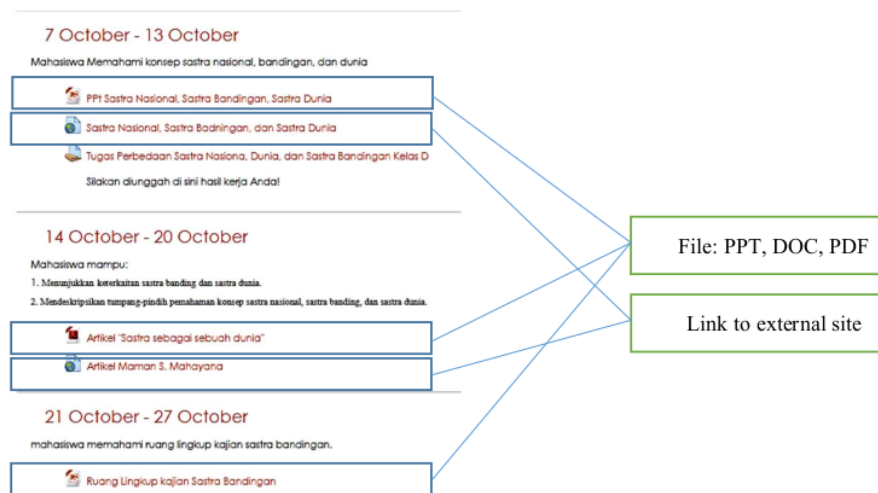 7 October - 13 October
Mahasiswa Memahami konsep sastra nasional, bandingan, dan dunia
PPt Sastra Nasional, Sastra Bandingan, Sastra Dunia
Sastra Nasional, Sastra Badningan, dan Sastra Dunia
Tugas Perbedaan Sastra Nasiona, Dunia, dan Sastra Bandingan Kelas D
Silakan diunggah di sini hasil kerja Anda!
14 October - 20 October
Mahasiswa mampu:
1. Menunjukkan keterkaitan sastra banding dan sastra dunia.
2. Mendeskripsikan tumpang-pindih pemahaman konsep sastra nasional, sastra banding, dan sastra dunia.
Artikel "Sastra sebagai sebuah dunia"
Artikel Maman S. Mahayana
21 October - 27 October
mahasiswa memahami ruang lingkup kajian sastra bandingan.
Ruang Lingkup kajian Sastra Bandingan
File: PPT, DOC, PDF
Link to external site